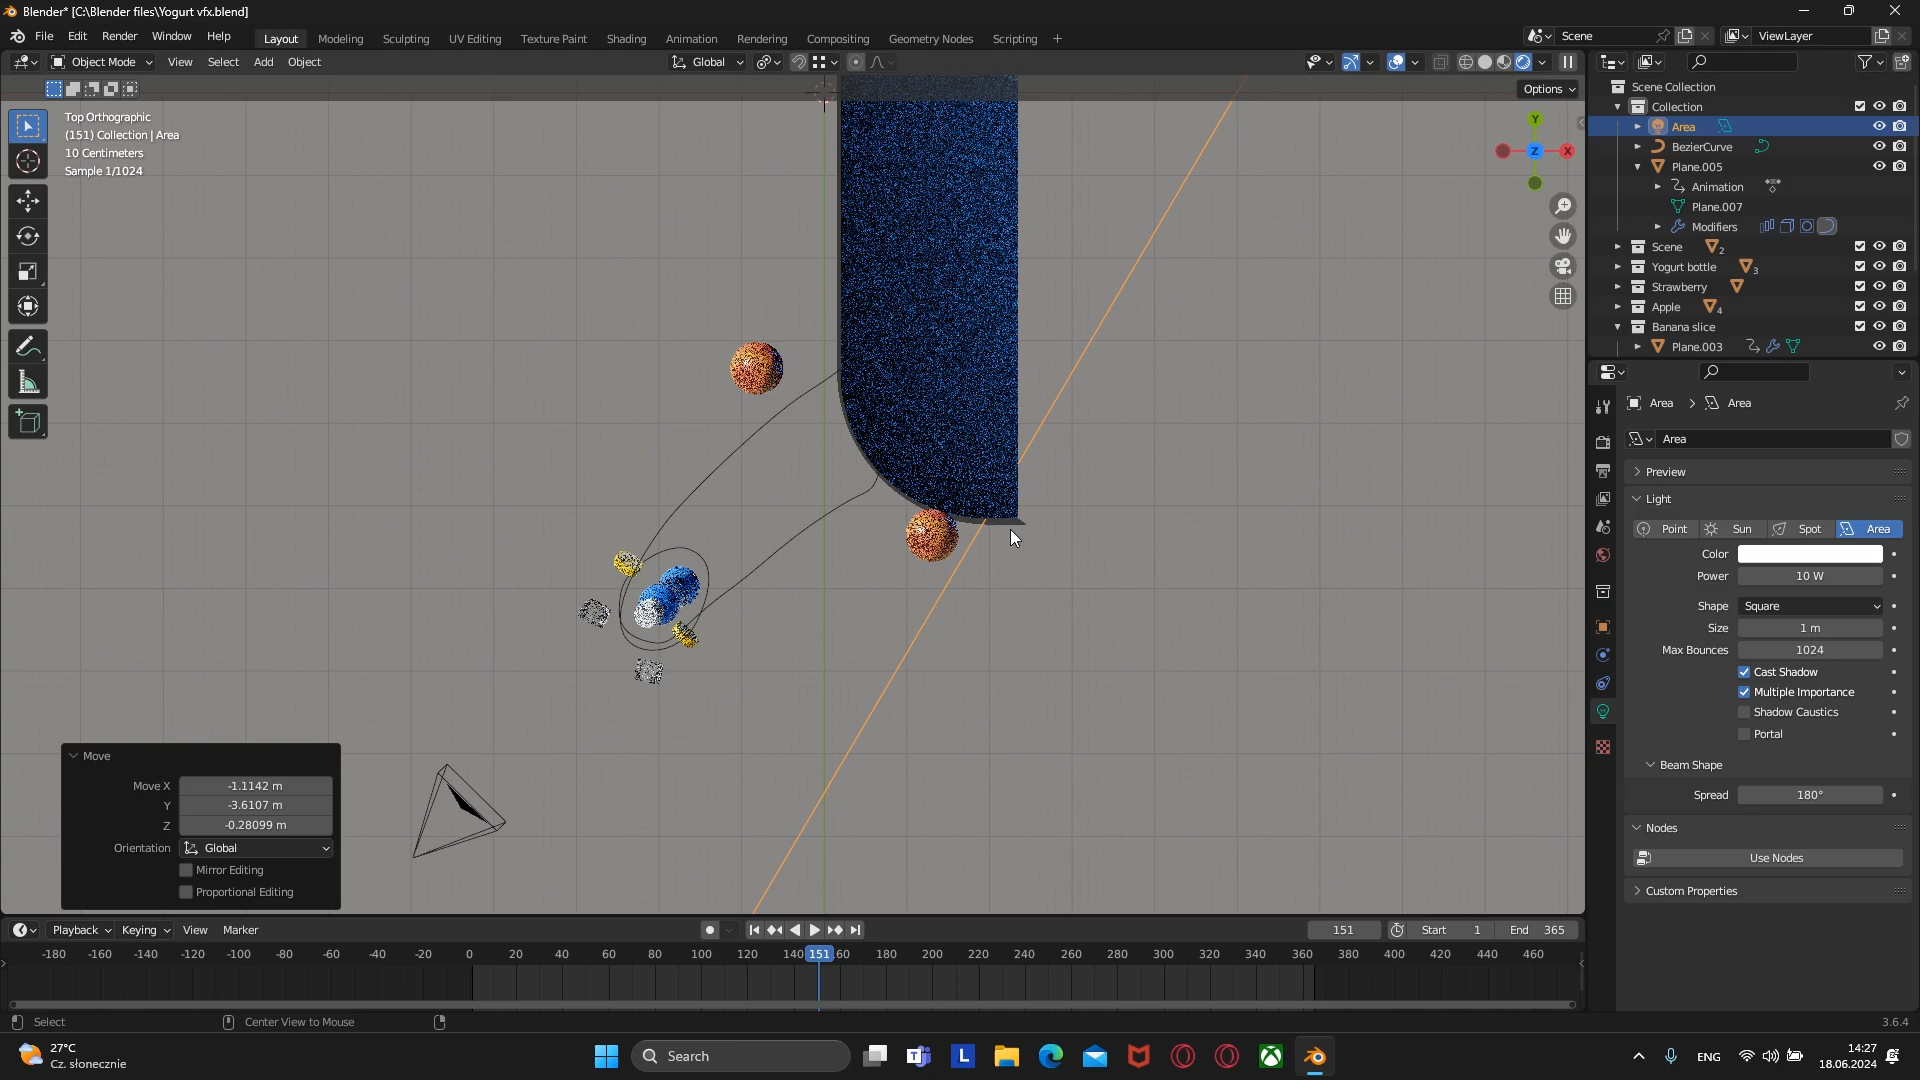 Blender* [C:\Blender files\Yogurt vfx.blend]
File Edit Render Window Help
Layout Modeling Sculpting UV Editing Texture Paint Shading Animation Rendering Compositing Geometry Nodes Scripting +
Scene
ViewLayer
Object Mode View Select Add Object
Global
Options
Top Orthographic
(151) Collection | Area
10 Centimeters
Sample 1/1024
Y
Z
X
Scene Collection
Collection
Area
BezierCurve
Plane.005
Animation
Plane.007
Modifiers
Scene 2
Yogurt bottle 3
Strawberry
Apple 4
Banana slice
Plane.003
Area > Area
Area
Preview
Light
Point Sun Spot Area
Color
Power 10 W
Shape Square
Size 1 m
Max Bounces 1024
Cast Shadow
Multiple Importance
Shadow Caustics
Portal
Beam Shape
Spread 180°
Nodes
Use Nodes
Custom Properties
Move
Move X -1.1142 m
Y -3.6107 m
Z -0.28099 m
Orientation Global
Mirror Editing
Proportional Editing
Playback Keying View Marker
151 Start 1 End 365
-180 -160 -140 -120 -100 -80 -60 -40 -20 0 20 40 60 80 100 120 140 151 60 180 200 220 240 260 280 300 320 340 360 380 400 420 440 460
Select
Center View to Mouse
3.6.4
27°C
Cz. słonecznie
Search
L
ENG
14:27
18.06.2024